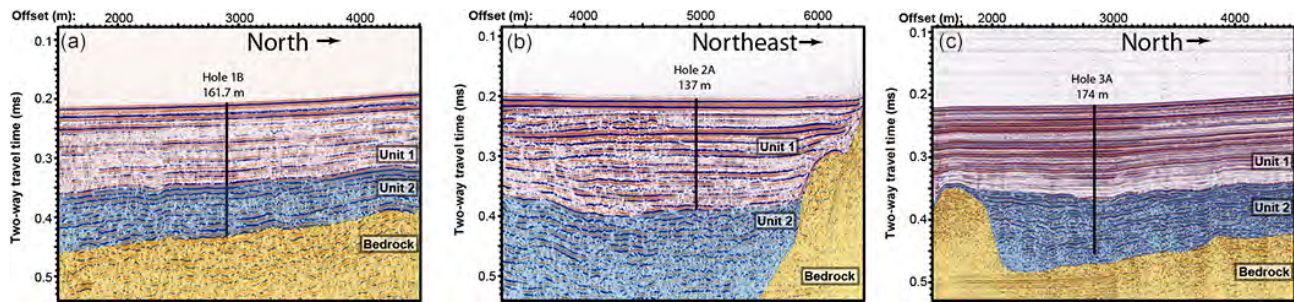 Offset (m): 2000 3000 4000
(a) North →
Two-way travel time (ms)
0.1
0.2
0.3
0.4
0.5
Hole 1B
161.7 m
Unit 1
Unit 2
Bedrock
Offset (m): 4000 5000 6000
(b) Northeast→
Two-way travel time (ms)
0.1
0.2
0.3
0.4
0.5
Hole 2A
137 m
Unit 1
Unit 2
Bedrock
Offset (m): 2000 3000 4000
(c) North →
Two-way travel time (ms)
0.1
0.2
0.3
0.4
0.5
Hole 3A
174 m
Unit 1
Unit 2
Bedrock